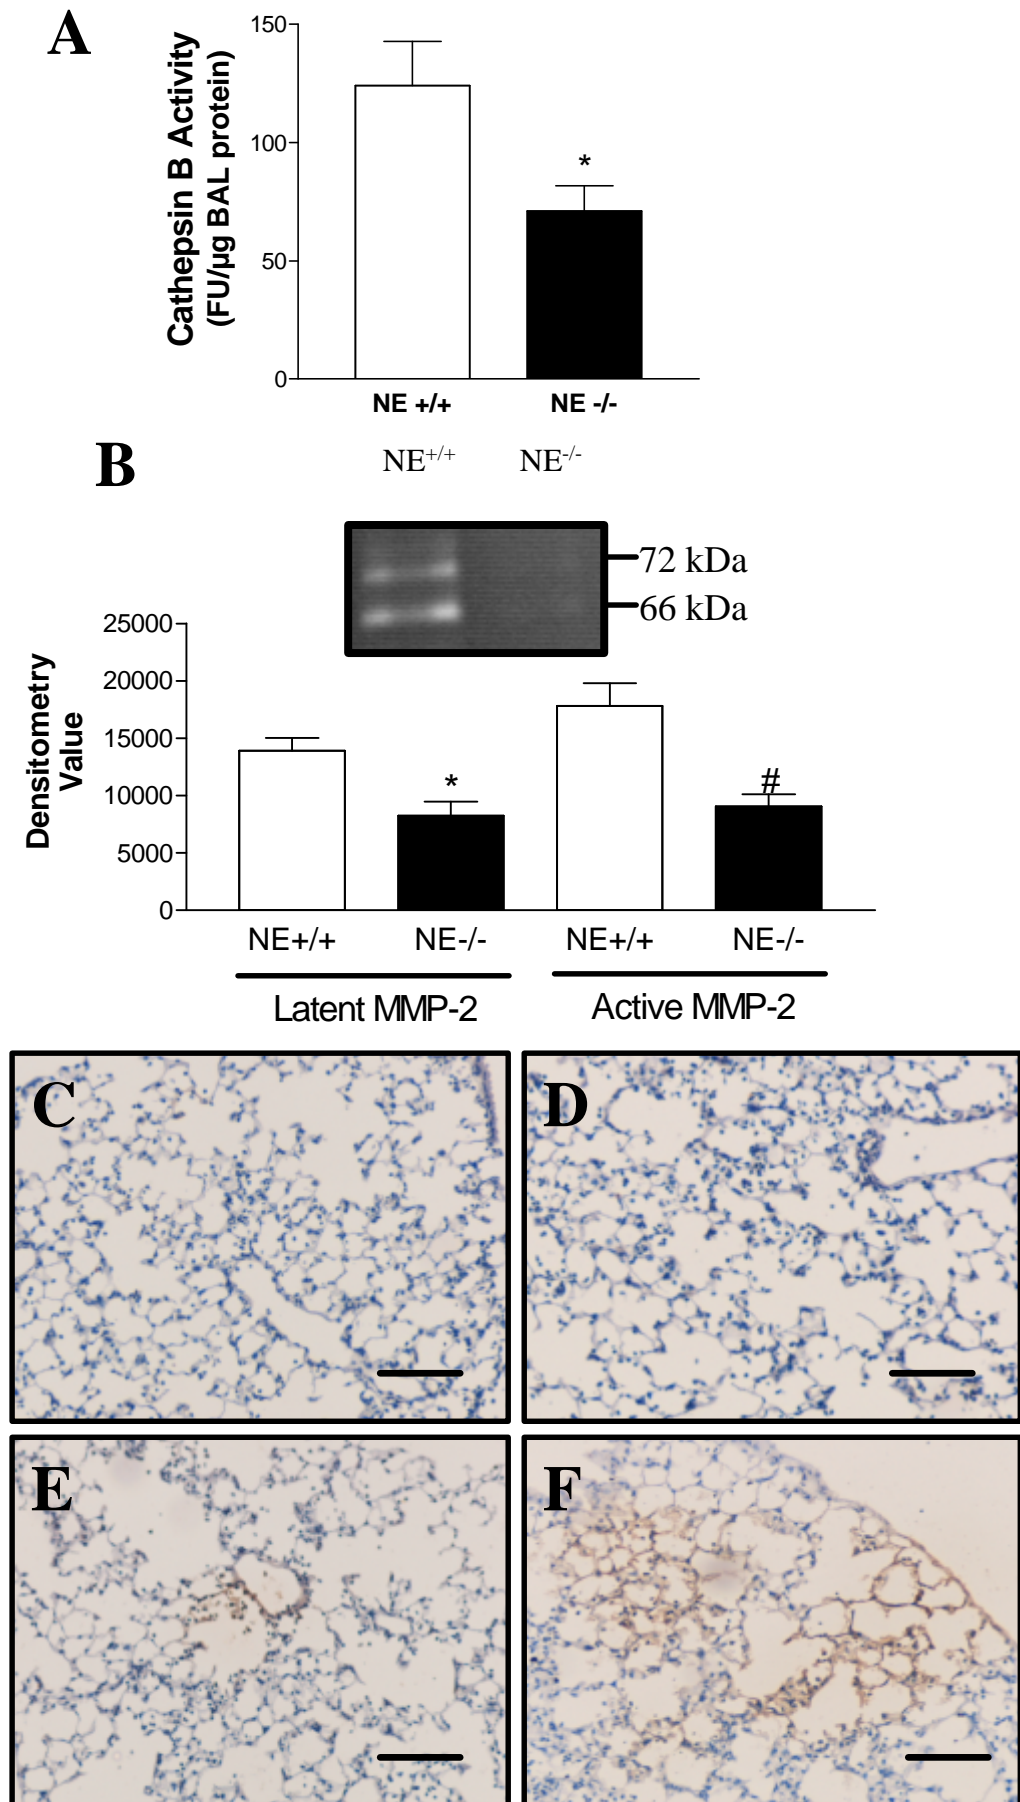 A
Cathepsin B Activity
(FU/µg BAL protein)
150
100
50
0
*
NE +/+ NE -/-
B
NE+/+ NE-/-
72 kDa
66 kDa
Densitometry
Value
25000
20000
15000
10000
5000
0
* #
NE+/+ NE-/- NE+/+ NE-/-
Latent MMP-2 Active MMP-2
C D
E F